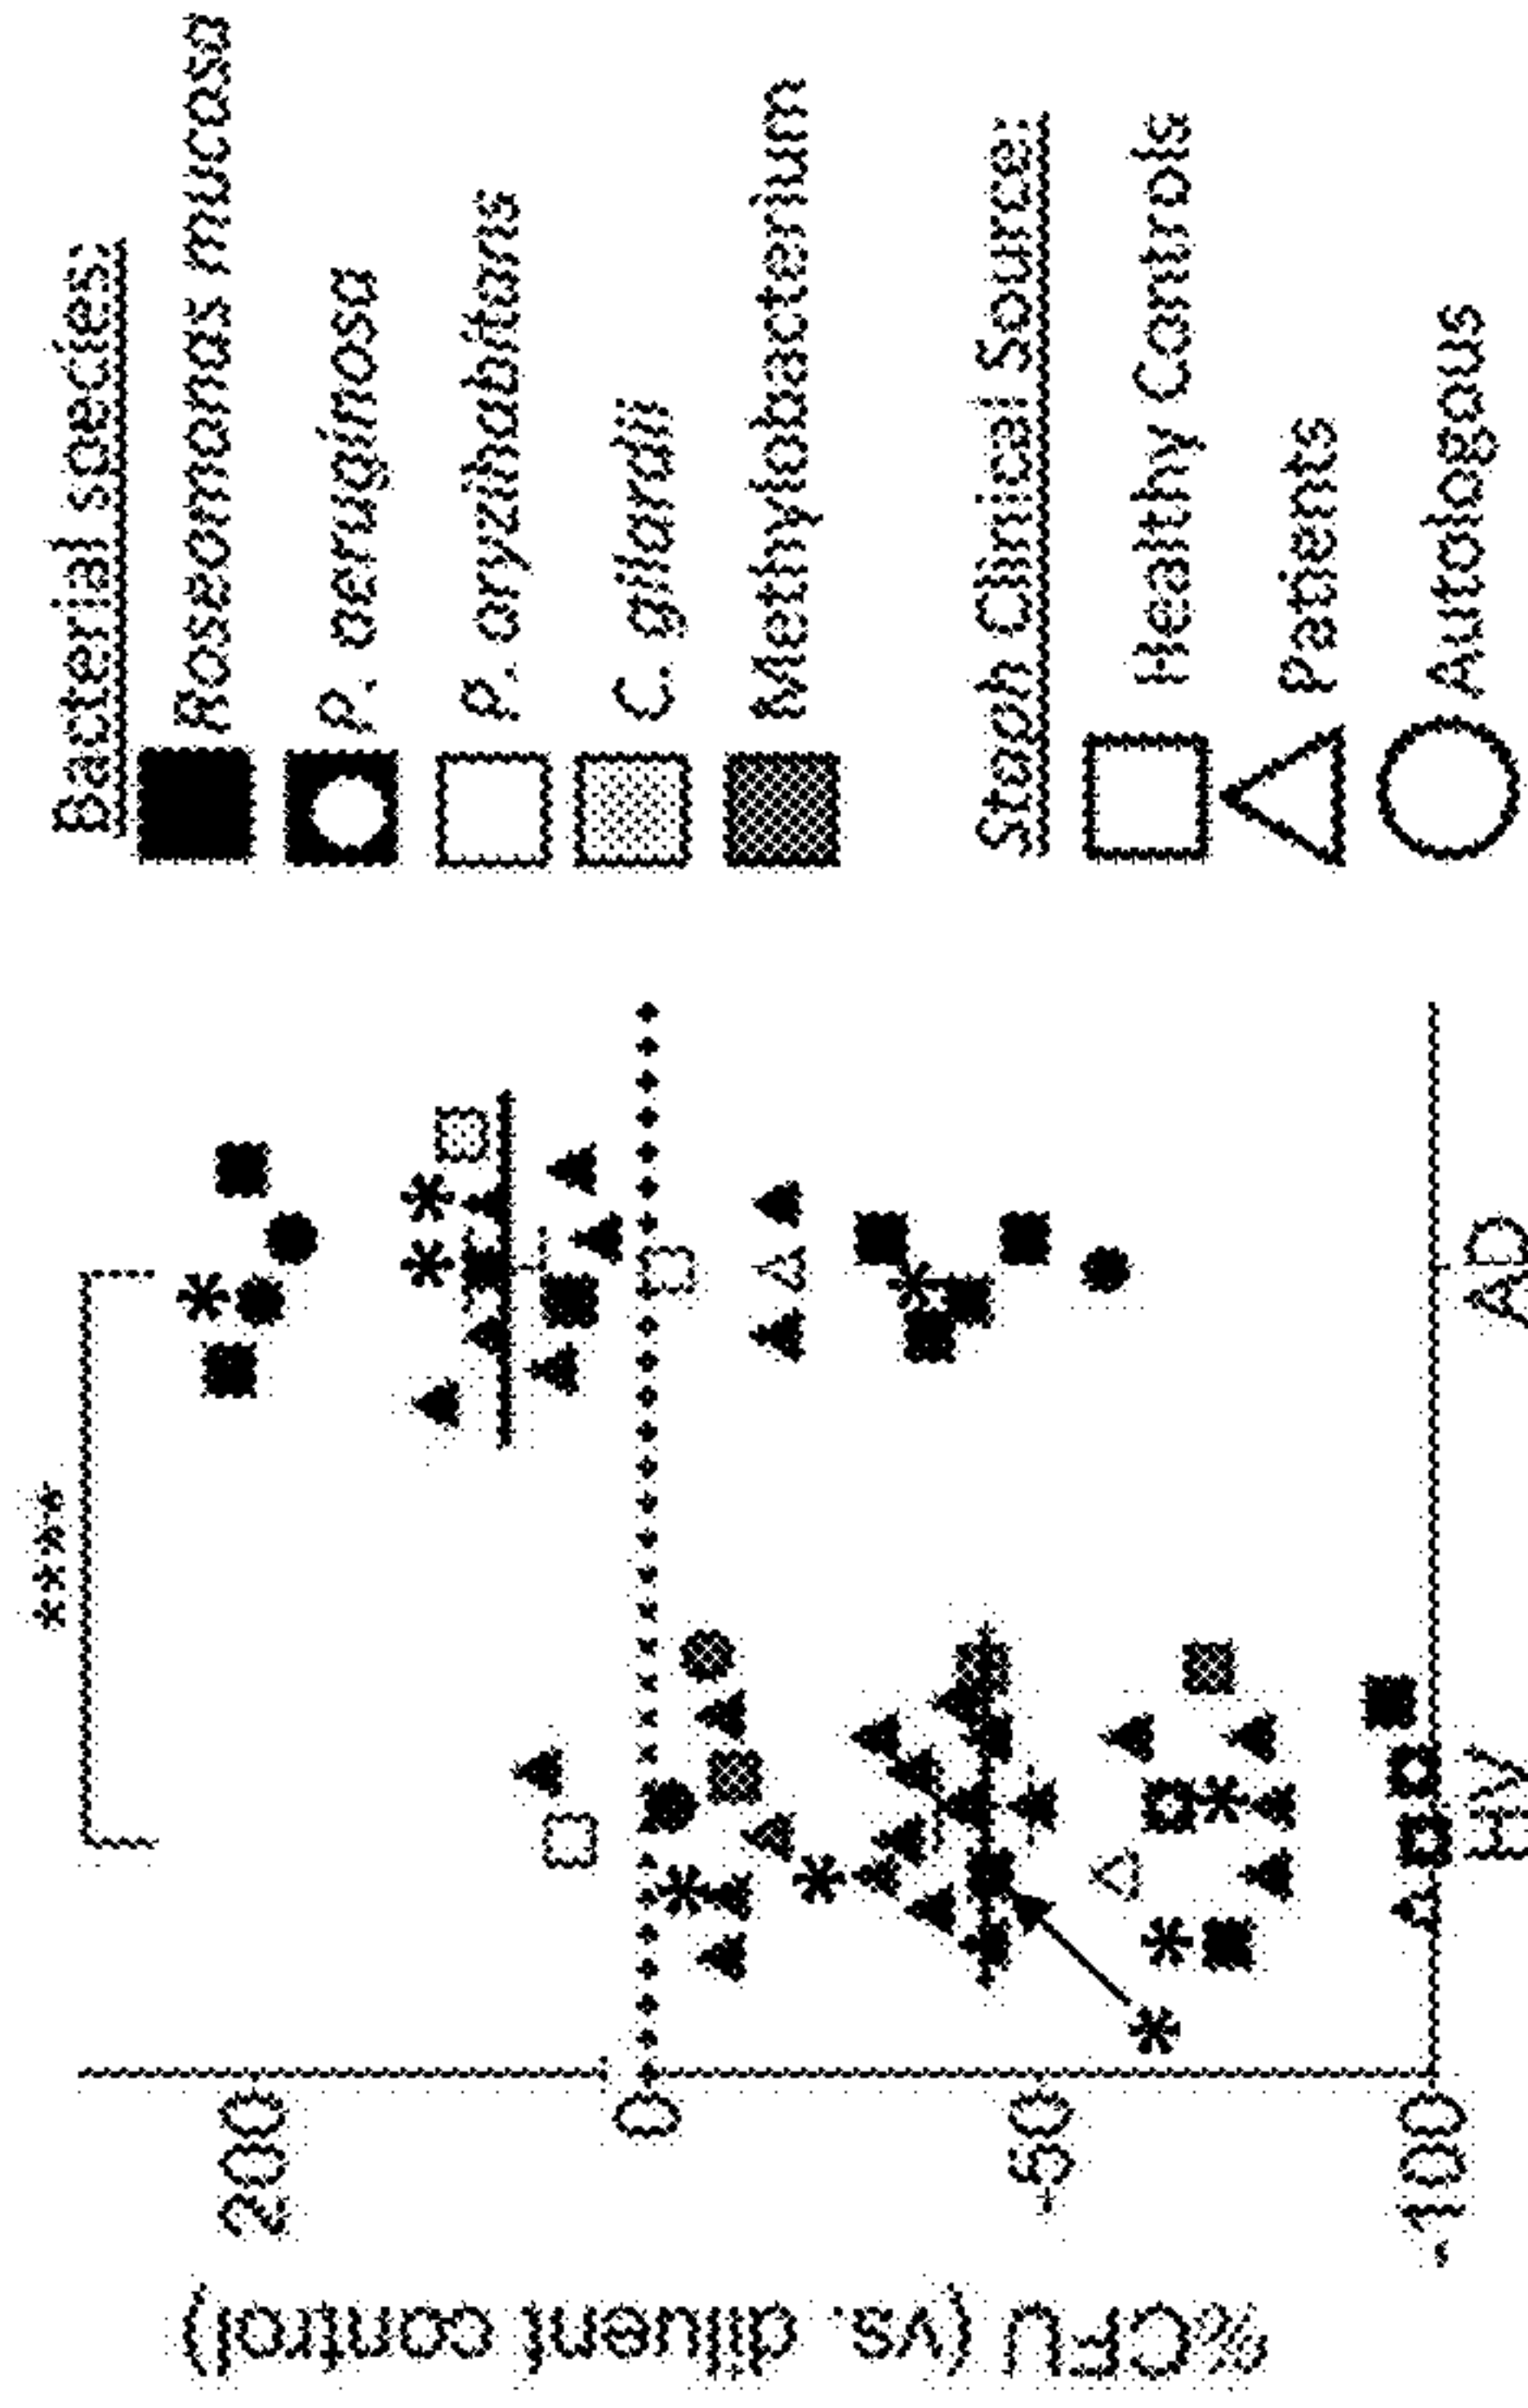 %CFU (vs. diluent control)
200
0
-50
-100
****
*
*
*
*
*
*
*
*
*
*
HV
AD
Bacterial species:
Roseomonas mucosa
P. aeruginosa
P. oryzihabitans
C. gilardii
Methylobacterium
Staph Clinical Source:
Healthy Controls
Patients
Autologous